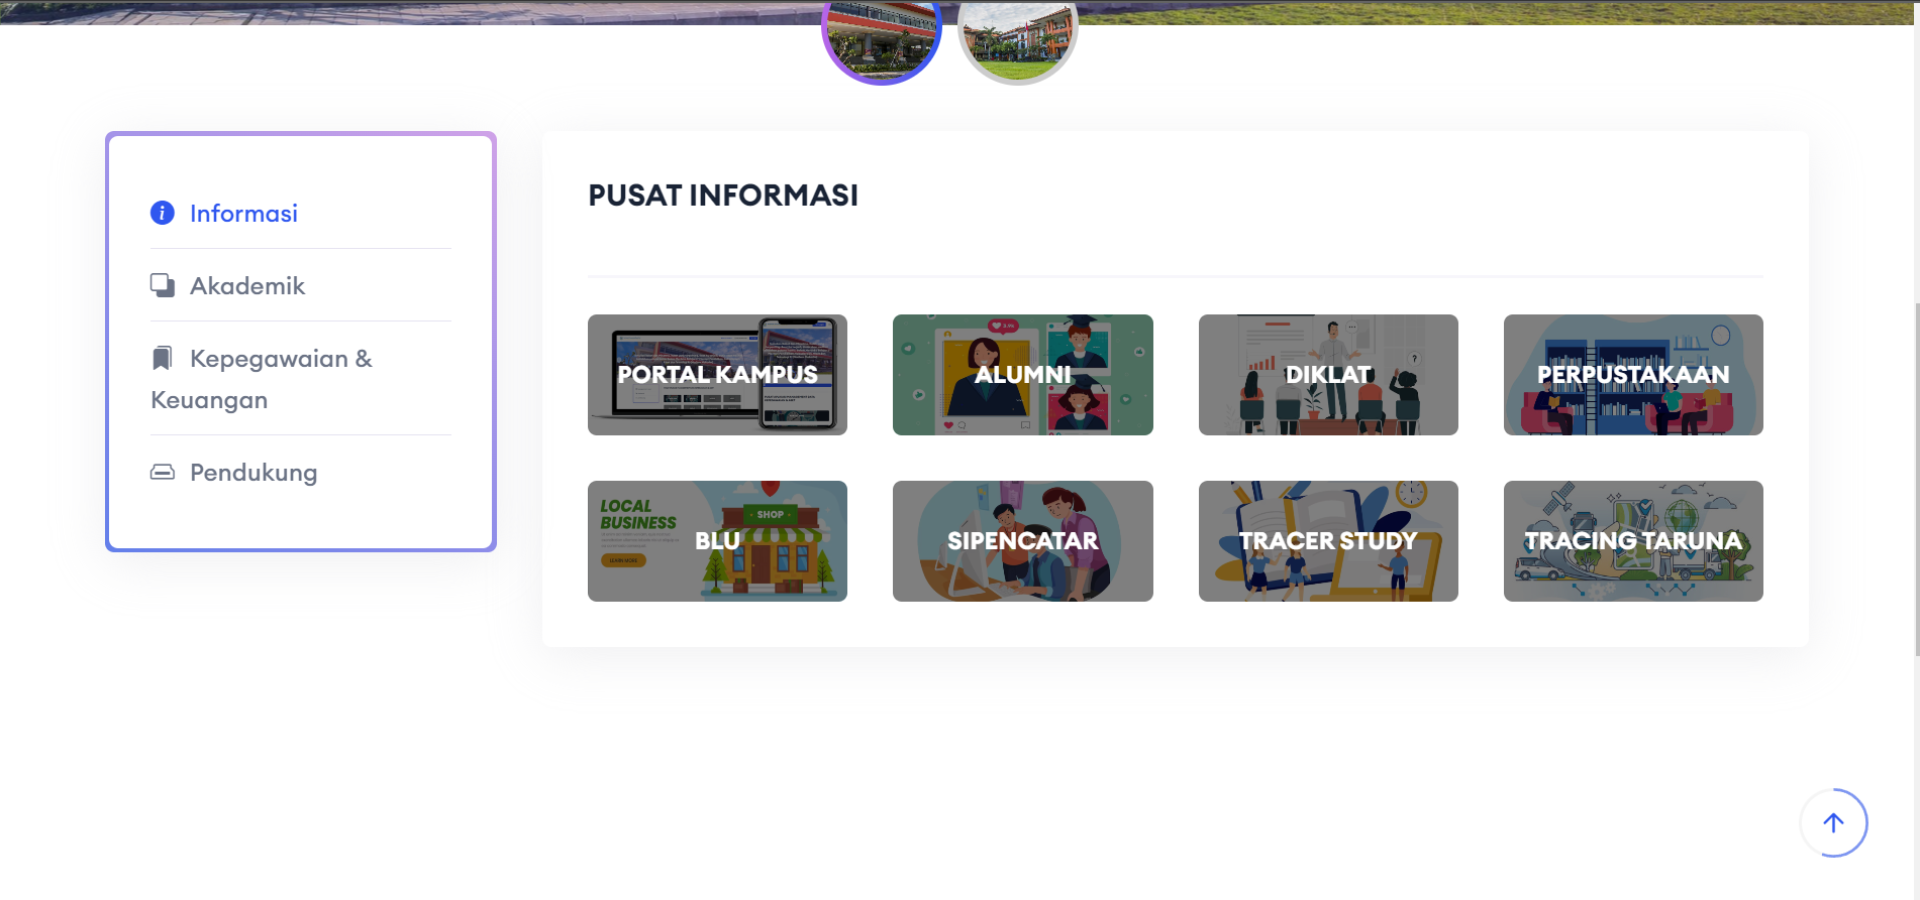 Informasi
Akademik
Kepegawaian &
Keuangan
Pendukung
PUSAT INFORMASI
PORTAL KAMPUS
ALUMNI
DIKLAT
?
PERPUSTAKAAN
LOCAL
BUSINESS
SHOP
BLU
SIPENCATAR
TRACER STUDY
TRACING TARUNA